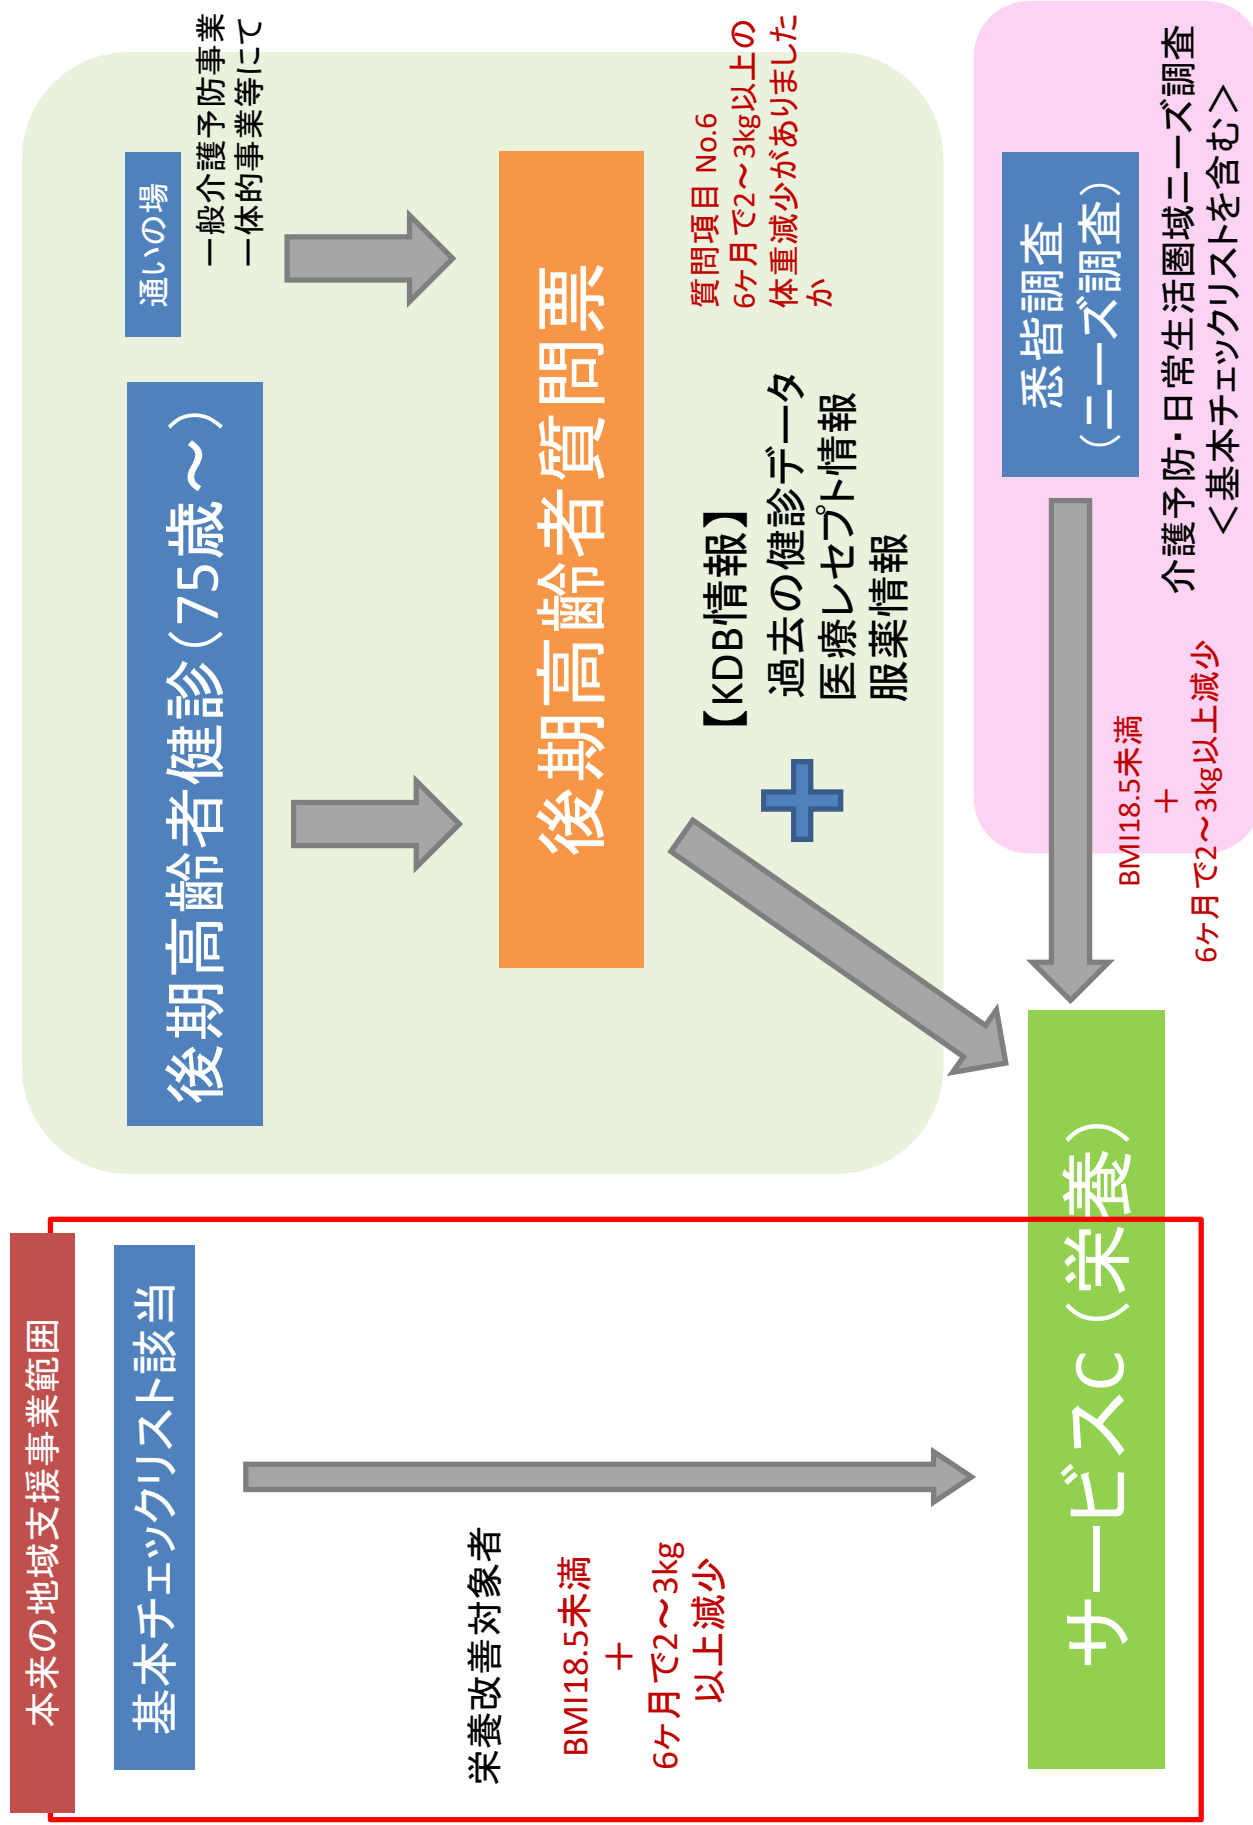 本来の地域支援事業範囲
基本チェックリスト該当
栄養改善対象者
BMI18.5未満
＋
6ヶ月で2～3kg
以上減少
サービスC（栄養）
後期高齢者健診（75歳～）
通いの場
一般介護予防事業
一体的事業等にて
後期高齢者質問票
【KDB情報】
過去の健診データ
医療レセプト情報
服薬情報
質問項目 No.6
6ヶ月で2～3kg以上の
体重減少がありました
か
悉皆調査
（ニーズ調査）
介護予防・日常生活圏域ニーズ調査
＜基本チェックリストを含む＞
BMI18.5未満
＋
6ヶ月で2～3kg以上減少